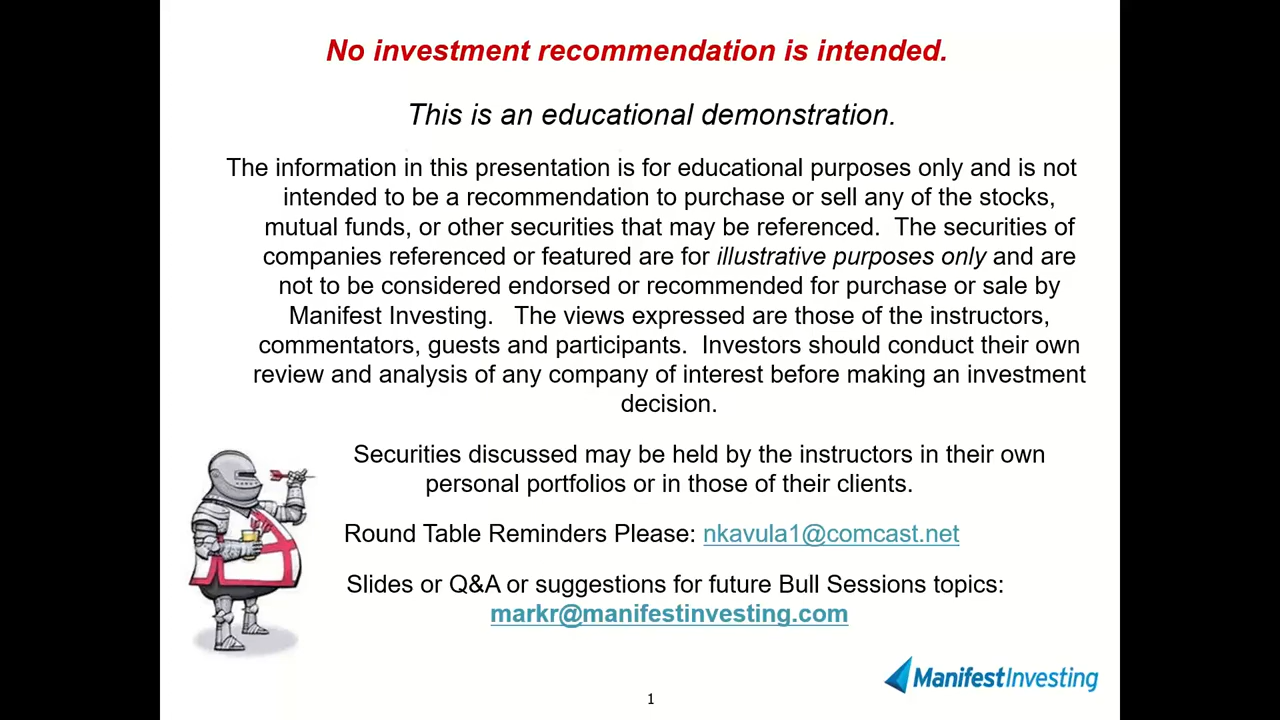 No investment recommendation is intended.
This is an educational demonstration.
The information in this presentation is for educational purposes only and is not
intended to be a recommendation to purchase or sell any of the stocks,
mutual funds, or other securities that may be referenced.  The securities of
companies referenced or featured are for illustrative purposes only and are
not to be considered endorsed or recommended for purchase or sale by
Manifest Investing.   The views expressed are those of the instructors,
commentators, guests and participants.  Investors should conduct their own
review and analysis of any company of interest before making an investment
decision.
Securities discussed may be held by the instructors in their own
personal portfolios or in those of their clients.
Round Table Reminders Please: nkavula1@comcast.net
Slides or Q&A or suggestions for future Bull Sessions topics:
markr@manifestinvesting.com
ManifestInvesting
1